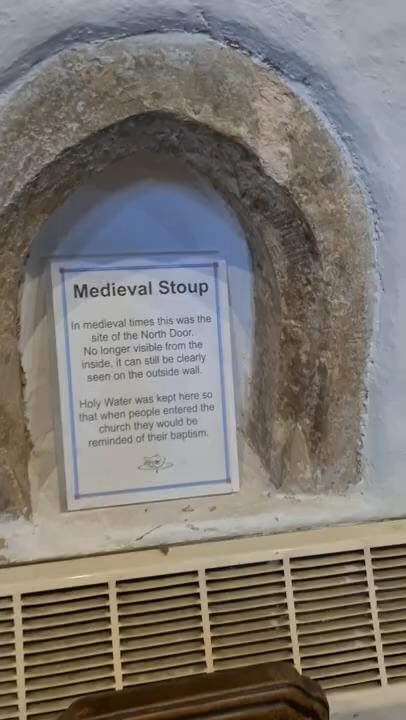 Medieval Stoup
In medieval times this was the
site of the North Door.
No longer visible from the
inside, it can still be clearly
seen on the outside wall.
Holy Water was kept here so
that when people entered the
church they would be
reminded of their baptism.